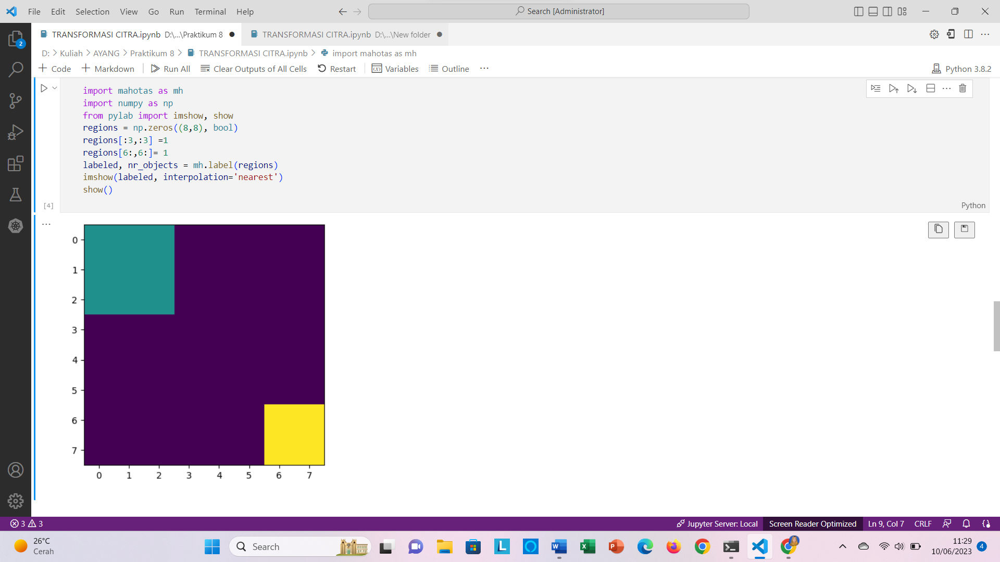 File Edit Selection View Go Run Terminal Help Search [Administrator]
TRANSFORMASI CITRA.ipynb D:\...\Praktikum 8 TRANSFORMASI CITRA.ipynb D:\...\New folder
D: > Kuliah > AYANG > Praktikum 8 > TRANSFORMASI CITRA.ipynb > import mahotas as mh
+ Code + Markdown Run All Clear Outputs of All Cells Restart Variables Outline ... Python 3.8.2
import mahotas as mh
import numpy as np
from pylab import imshow, show
regions = np.zeros((8,8), bool)
regions[:3,:3] =1
regions[6:,6:]= 1
labeled, nr_objects = mh.label(regions)
imshow(labeled, interpolation='nearest')
show()
[4] Python
0
1
2
3
4
5
6
7
0 1 2 3 4 5 6 7
3 3 Jupyter Server: Local Screen Reader Optimized Ln 9, Col 7 CRLF
2
26°C
Cerah
Search
11:29
10/06/2023 4